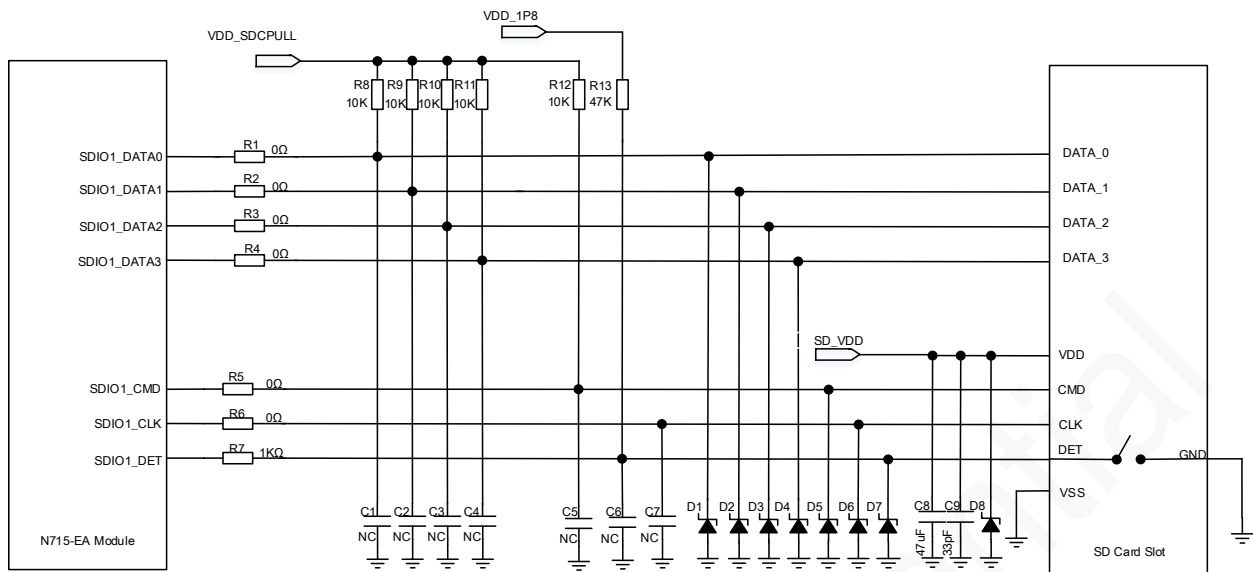 VDD_1P8
VDD_SDCPULL
R8 R9 R10 R11 R12 R13
10K 10K 10K 10K 10K 47K
SDIO1_DATA0 R1 0Ω DATA_0
SDIO1_DATA1 R2 0Ω DATA_1
SDIO1_DATA2 R3 0Ω DATA_2
SDIO1_DATA3 R4 0Ω DATA_3
SD_VDD VDD
SDIO1_CMD R5 0Ω CMD
SDIO1_CLK R6 0Ω CLK
SDIO1_DET R7 1KΩ DET GND
VSS
C1 C2 C3 C4 C5 C6 C7 D1 D2 D3 D4 D5 D6 D7 C8 C9 D8
NC NC NC NC NC NC NC 47uF 33pF
N715-EA Module SD Card Slot